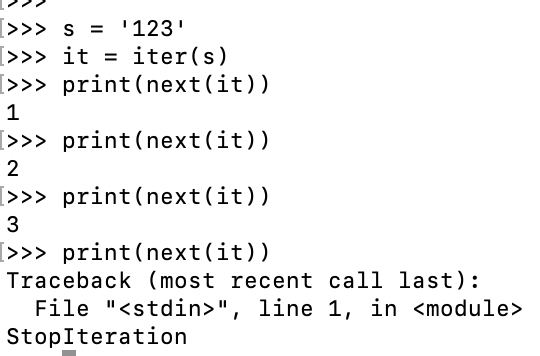 [>>>
[>>> s = '123'
[>>> it = iter(s)
[>>> print(next(it))
1
[>>> print(next(it))
2
[>>> print(next(it))
3
[>>> print(next(it))
Traceback (most recent call last):
  File "<stdin>", line 1, in <module>
StopIteration